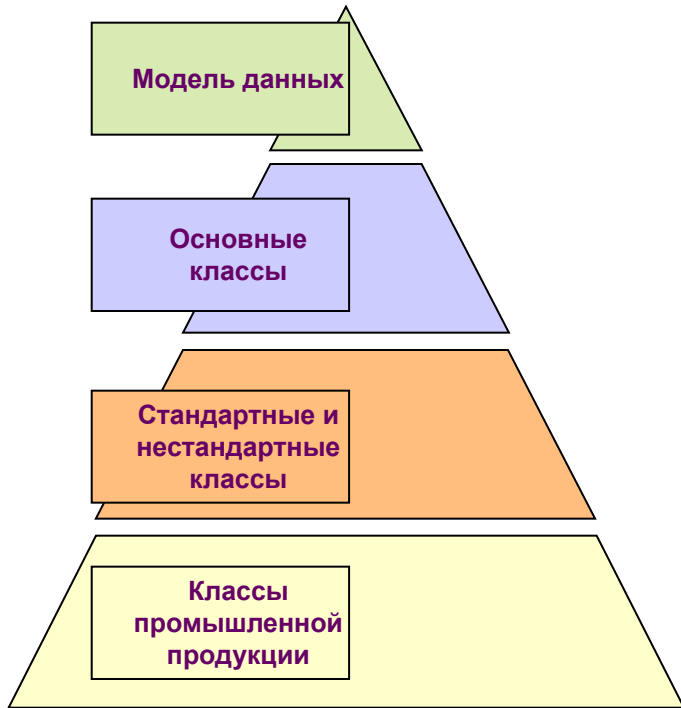 Модель данных
Основные
классы
Стандартные и
нестандартные
классы
Классы
промышленной
продукции